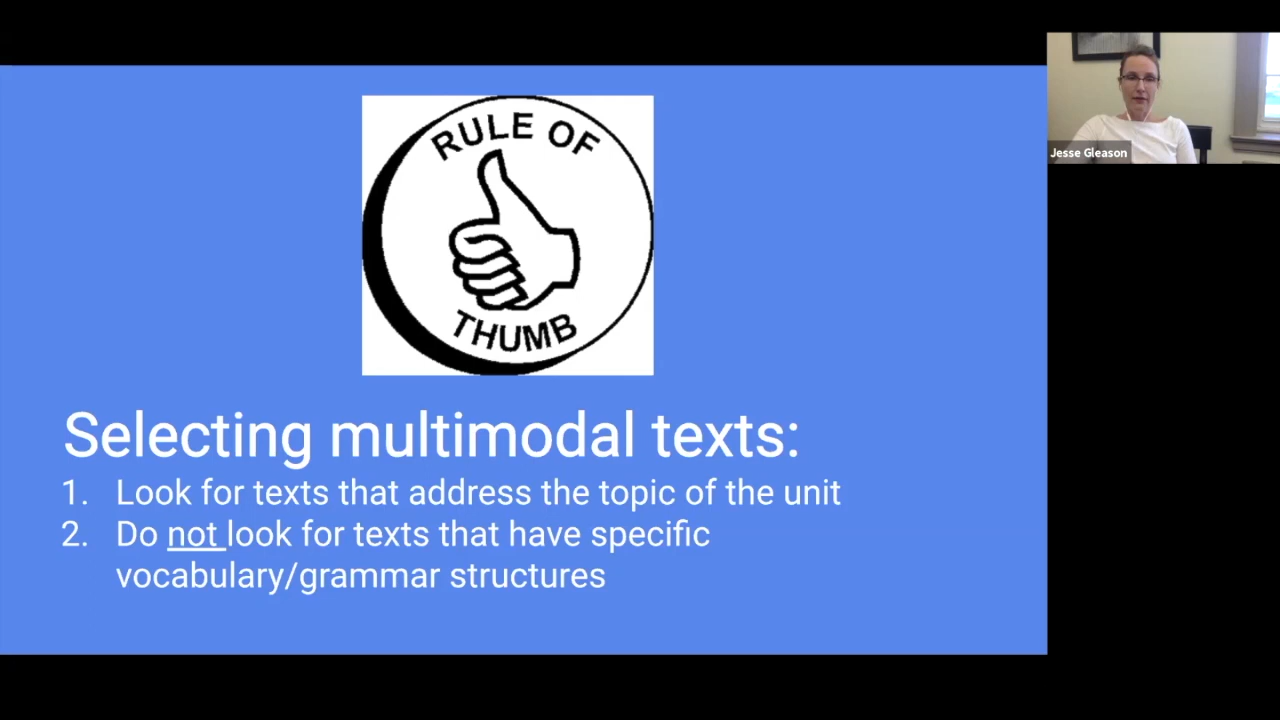 RULE OF
THUMB
Jesse Gleason
Selecting multimodal texts:
1. Look for texts that address the topic of the unit
2. Do not look for texts that have specific
vocabulary/grammar structures